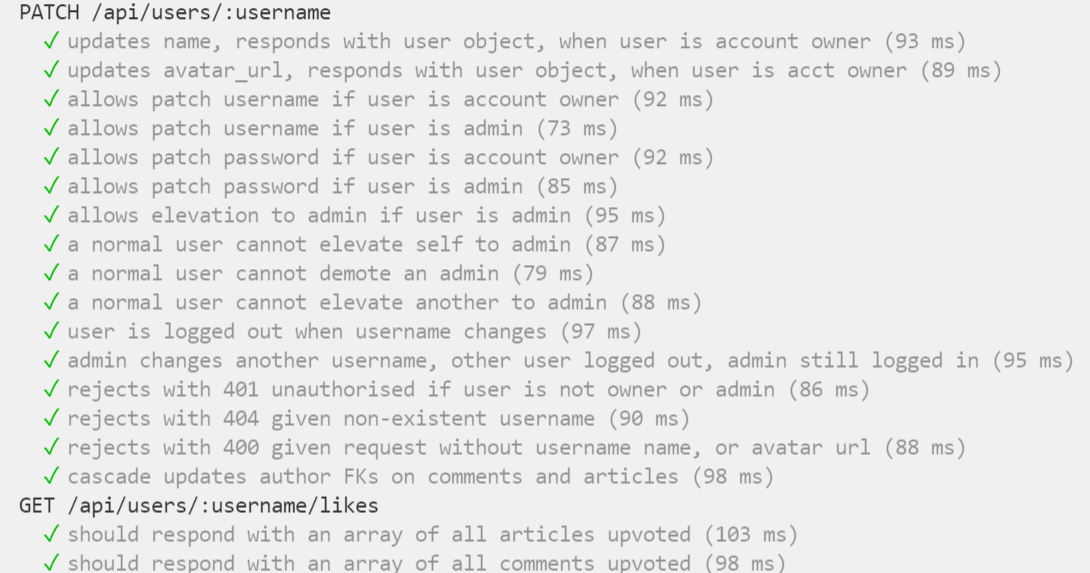 PATCH /api/users/:username
✓ updates name, responds with user object, when user is account owner (93 ms)
✓ updates avatar_url, responds with user object, when user is acct owner (89 ms)
✓ allows patch username if user is account owner (92 ms)
✓ allows patch username if user is admin (73 ms)
✓ allows patch password if user is account owner (92 ms)
✓ allows patch password if user is admin (85 ms)
✓ allows elevation to admin if user is admin (95 ms)
✓ a normal user cannot elevate self to admin (87 ms)
✓ a normal user cannot demote an admin (79 ms)
✓ a normal user cannot elevate another to admin (88 ms)
✓ user is logged out when username changes (97 ms)
✓ admin changes another username, other user logged out, admin still logged in (95 ms)
✓ rejects with 401 unauthorised if user is not owner or admin (86 ms)
✓ rejects with 404 given non-existent username (90 ms)
✓ rejects with 400 given request without username name, or avatar url (88 ms)
✓ cascade updates author FKs on comments and articles (98 ms)
GET /api/users/:username/likes
✓ should respond with an array of all articles upvoted (103 ms)
✓ should respond with an array of all comments upvoted (98 ms)